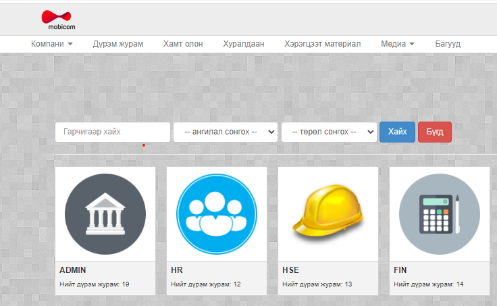 mobicom
Компани Дүрэм журам Хамт олон Хуралдаан Хэрэгцээт материал Медиа Багууд
Гарчигаар хайх -- ангилал сонгох -- -- төрөл сонгох -- Хайх Бүгд
ADMIN HR HSE FIN
Нийт дүрэм журам: 19 Нийт дүрэм журам: 12 Нийт дүрэм журам: 13 Нийт дүрэм журам: 14